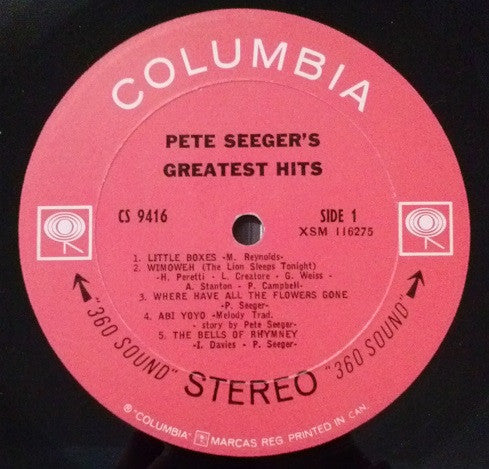 COLUMBIA
PETE SEEGER'S
GREATEST HITS
CS 9416
SIDE 1
XSM 116275
1. LITTLE BOXES -M. Reynolds-
2. WIMOWEH (The Lion Sleeps Tonight)
-H. Peretti - L. Creatore - G. Weiss -
A. Stanton - P. Campbell-
3. WHERE HAVE ALL THE FLOWERS GONE
-P. Seeger-
4. ABI YOYO -Melody Trad.
- story by Pete Seeger-
5. THE BELLS OF RHYMNEY
-I. Davies - P. Seeger-
"360 SOUND" STEREO "360 SOUND"
® "COLUMBIA" MARCAS REG. PRINTED IN CAN.